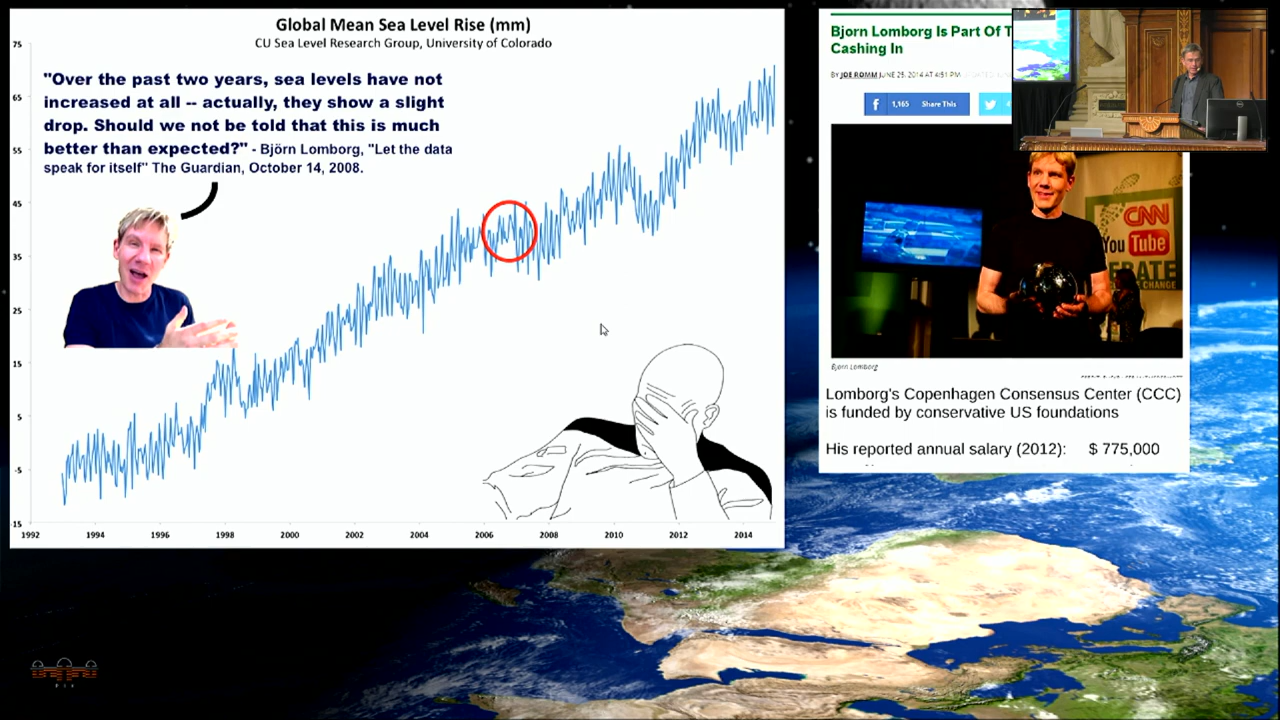 Global Mean Sea Level Rise (mm)
CU Sea Level Research Group, University of Colorado
75
65
55
45
35
25
15
5
-5
-15
"Over the past two years, sea levels have not
increased at all -- actually, they show a slight
drop. Should we not be told that this is much
better than expected?" - Björn Lomborg, "Let the data
speak for itself" The Guardian, October 14, 2008.
1992 1994 1996 1998 2000 2002 2004 2006 2008 2010 2012 2014
Bjorn Lomborg Is Part Of T
Cashing In
BY JOE ROMM JUNE 25, 2014 AT 4:51 PM
f 1,165 Share This
CNN
You Tube
EBATE
CHANGE
Bjorn Lomborg
Lomborg's Copenhagen Consensus Center (CCC)
is funded by conservative US foundations
His reported annual salary (2012): $ 775,000
PIK